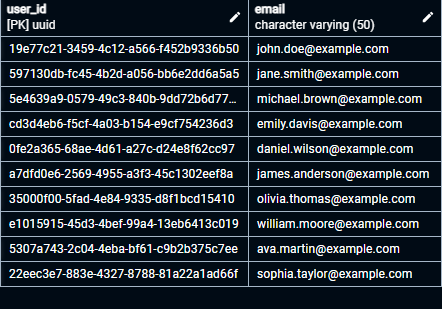 user_id email
[PK] uuid character varying (50)
19e77c21-3459-4c12-a566-f452b9336b50 john.doe@example.com
597130db-fc45-4b2d-a056-bb6e2dd6a5a5 jane.smith@example.com
5e4639a9-0579-49c3-840b-9dd72b6d77... michael.brown@example.com
cd3d4eb6-f5cf-4a03-b154-e9cf754236d3 emily.davis@example.com
0fe2a365-68ae-4d61-a27c-d24e8f62cc97 daniel.wilson@example.com
a7dfd0e6-2569-4955-a3f3-45c1302eef8a james.anderson@example.com
35000f00-5fad-4e84-9335-d8f1bcd15410 olivia.thomas@example.com
e1015915-45d3-4bef-99a4-13eb6413c019 william.moore@example.com
5307a743-2c04-4eba-bf61-c9b2b375c7ee ava.martin@example.com
22eec3e7-883e-4327-8788-81a22a1ad66f sophia.taylor@example.com